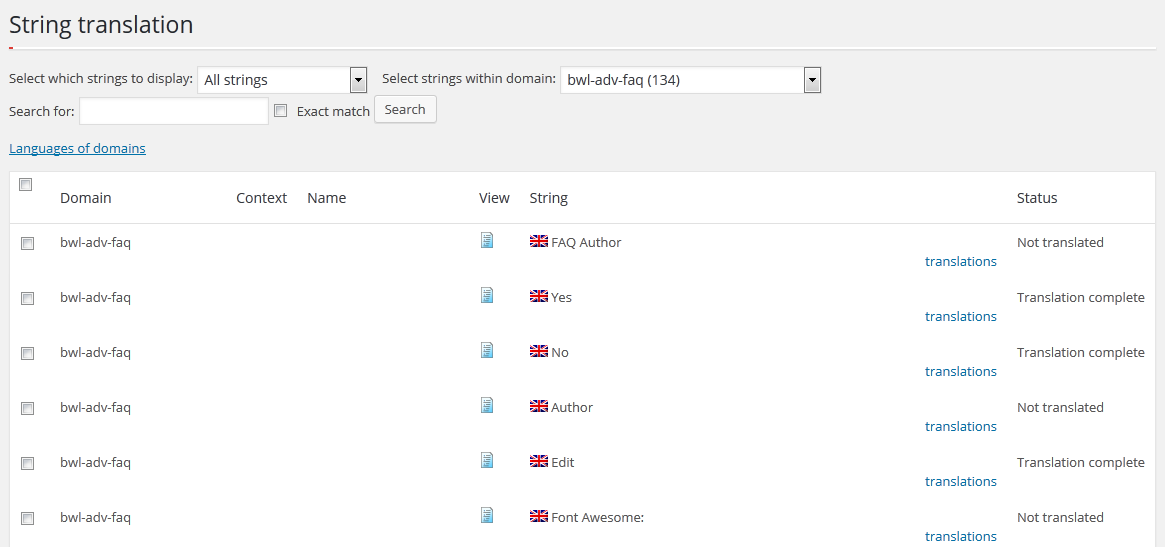 String translation
Select which strings to display: All strings Select strings within domain: bwl-adv-faq (134)
Search for: Exact match Search
Languages of domains
Domain Context Name View String Status
bwl-adv-faq FAQ Author Not translated
translations
bwl-adv-faq Yes Translation complete
translations
bwl-adv-faq No Translation complete
translations
bwl-adv-faq Author Not translated
translations
bwl-adv-faq Edit Translation complete
translations
bwl-adv-faq Font Awesome: Not translated
translations